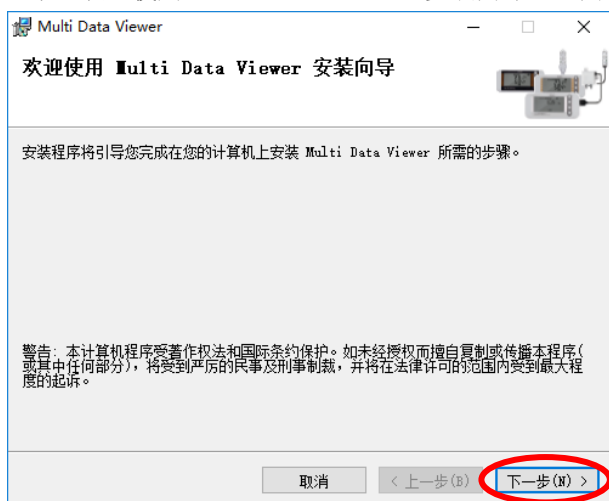 Multi Data Viewer
欢迎使用 Multi Data Viewer 安装向导
安装程序将引导您完成在您的计算机上安装 Multi Data Viewer 所需的步骤。
警告: 本计算机程序受著作权法和国际条约保护。如未经授权而擅自复制或传播本程序(
或其中任何部分)，将受到严厉的民事及刑事制裁，并将在法律许可的范围内受到最大程
度的起诉。
取消 < 上一步(B) 下一步(N) >